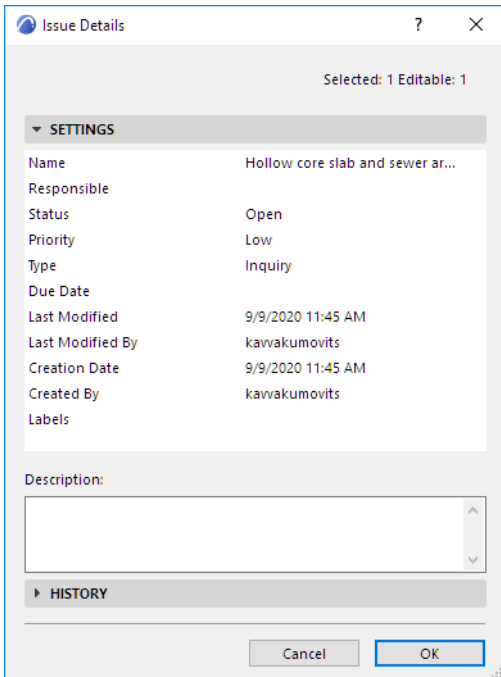 Issue Details ?
Selected: 1 Editable: 1
SETTINGS
Name Hollow core slab and sewer ar...
Responsible
Status Open
Priority Low
Type Inquiry
Due Date
Last Modified 9/9/2020 11:45 AM
Last Modified By kavvakumovits
Creation Date 9/9/2020 11:45 AM
Created By kavvakumovits
Labels
Description:
HISTORY
Cancel OK